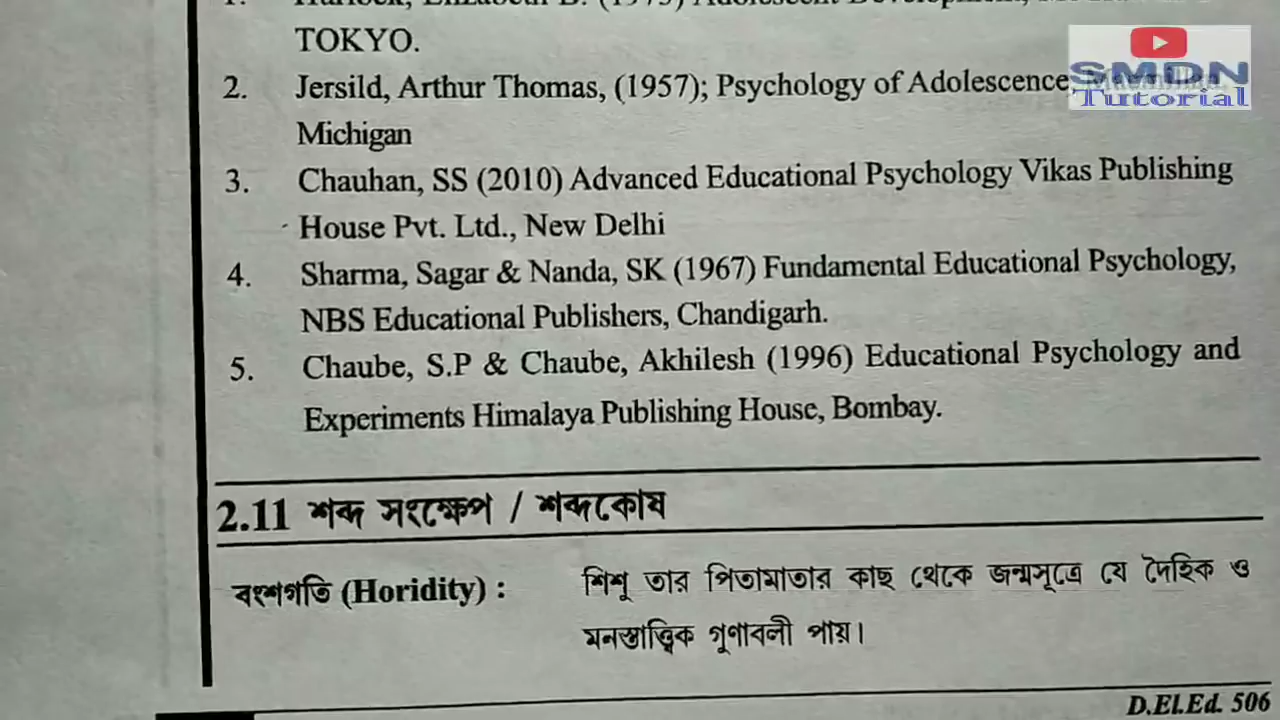 TOKYO.
2. Jersild, Arthur Thomas, (1957); Psychology of Adolescence,
Michigan
3. Chauhan, SS (2010) Advanced Educational Psychology Vikas Publishing
House Pvt. Ltd., New Delhi
4. Sharma, Sagar & Nanda, SK (1967) Fundamental Educational Psychology,
NBS Educational Publishers, Chandigarh.
5. Chaube, S.P & Chaube, Akhilesh (1996) Educational Psychology and
Experiments Himalaya Publishing House, Bombay.
2.11 শব্দ সংক্ষেপ / শব্দকোষ
বংশগতি (Horidity) : শিশূ তার পিতামাতার কাছ থেকে জন্মসূত্রে যে দৈহিক ও
মনস্তাত্ত্বিক গূণাবলী পায়।
D.El.Ed. 506
SMDN
Tutorial